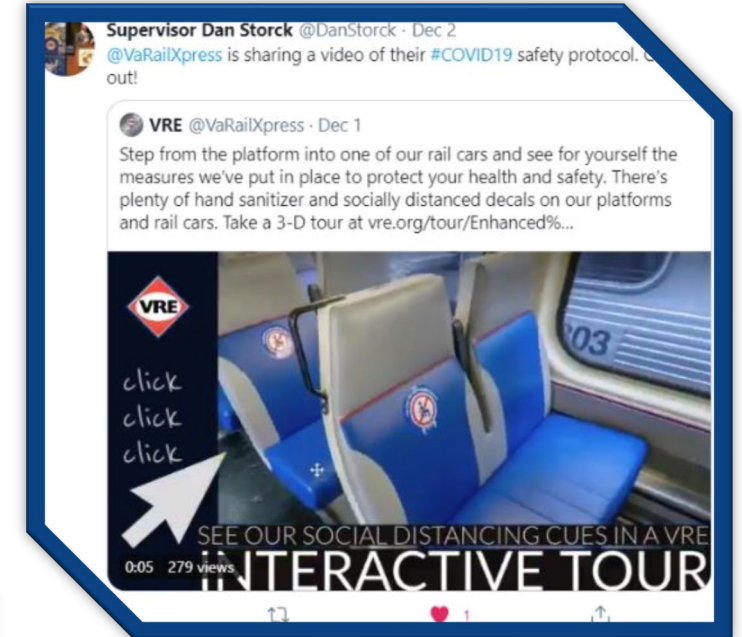 Supervisor Dan Storck @DanStorck · Dec 2
@VaRailXpress is sharing a video of their #COVID19 safety protocol.
out!
VRE @VaRailXpress · Dec 1
Step from the platform into one of our rail cars and see for yourself the
measures we've put in place to protect your health and safety. There's
plenty of hand sanitizer and socially distanced decals on our platforms
and rail cars. Take a 3-D tour at vre.org/tour/Enhanced%...
VRE
803
click
click
click
SEE OUR SOCIAL DISTANCING CUES IN A VRE
INTERACTIVE TOUR
0:05 279 views
1